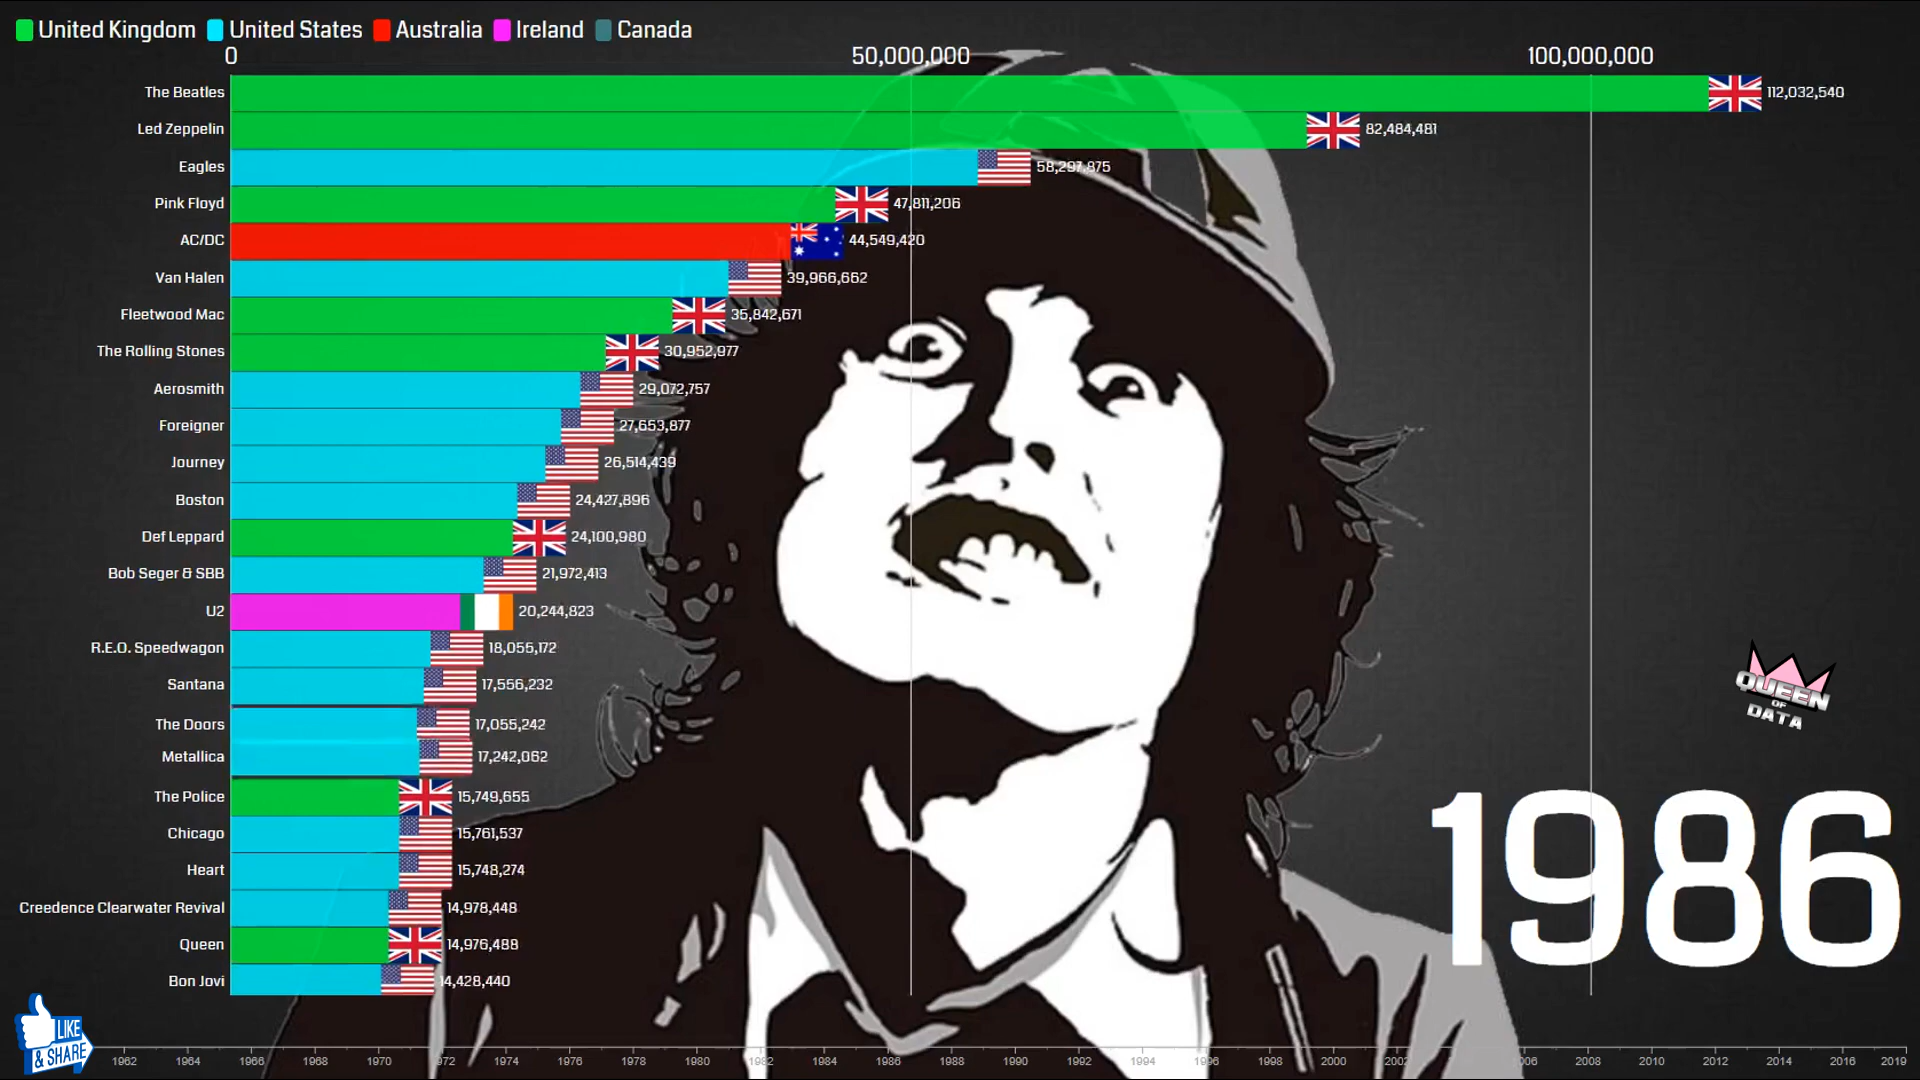 United Kingdom United States Australia Ireland Canada
0 50,000,000 100,000,000
The Beatles 112,032,540
Led Zeppelin 82,484,481
Eagles 58,297,875
Pink Floyd 47,811,206
AC/DC 44,549,420
Van Halen 39,966,662
Fleetwood Mac 35,842,671
The Rolling Stones 30,952,977
Aerosmith 29,072,757
Foreigner 27,653,877
Journey 26,514,439
Boston 24,427,896
Def Leppard 24,100,980
Bob Seger & SBB 21,972,413
U2 20,244,823
R.E.O. Speedwagon 18,055,172
Santana 17,556,232
The Doors 17,055,242
Metallica 17,242,062
The Police 15,749,655
Chicago 15,761,537
Heart 15,748,274
Creedence Clearwater Revival 14,978,448
Queen 14,976,488
Bon Jovi 14,428,440
QUEEN
OF
DATA
1986
LIKE
& SHARE
1962 1964 1966 1968 1970 972 1974 1976 1978 1980 1982 1984 1986 1988 1990 1992 1994 1996 1998 2000 2002 006 2008 2010 2012 2014 2016 2019